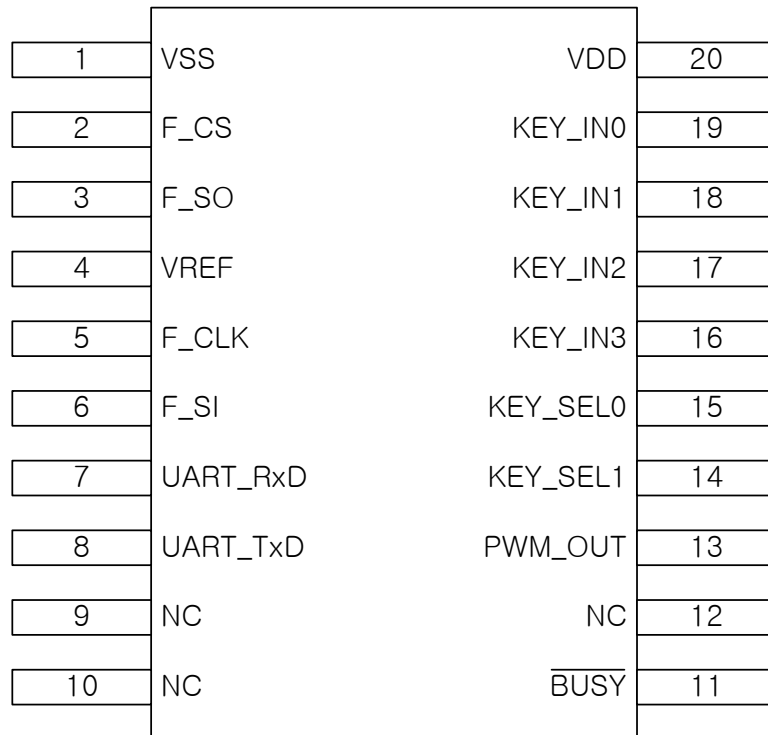 1 VSS VDD 20
2 F_CS KEY_IN0 19
3 F_SO KEY_IN1 18
4 VREF KEY_IN2 17
5 F_CLK KEY_IN3 16
6 F_SI KEY_SEL0 15
7 UART_RxD KEY_SEL1 14
8 UART_TxD PWM_OUT 13
9 NC NC 12
10 NC BUSY 11